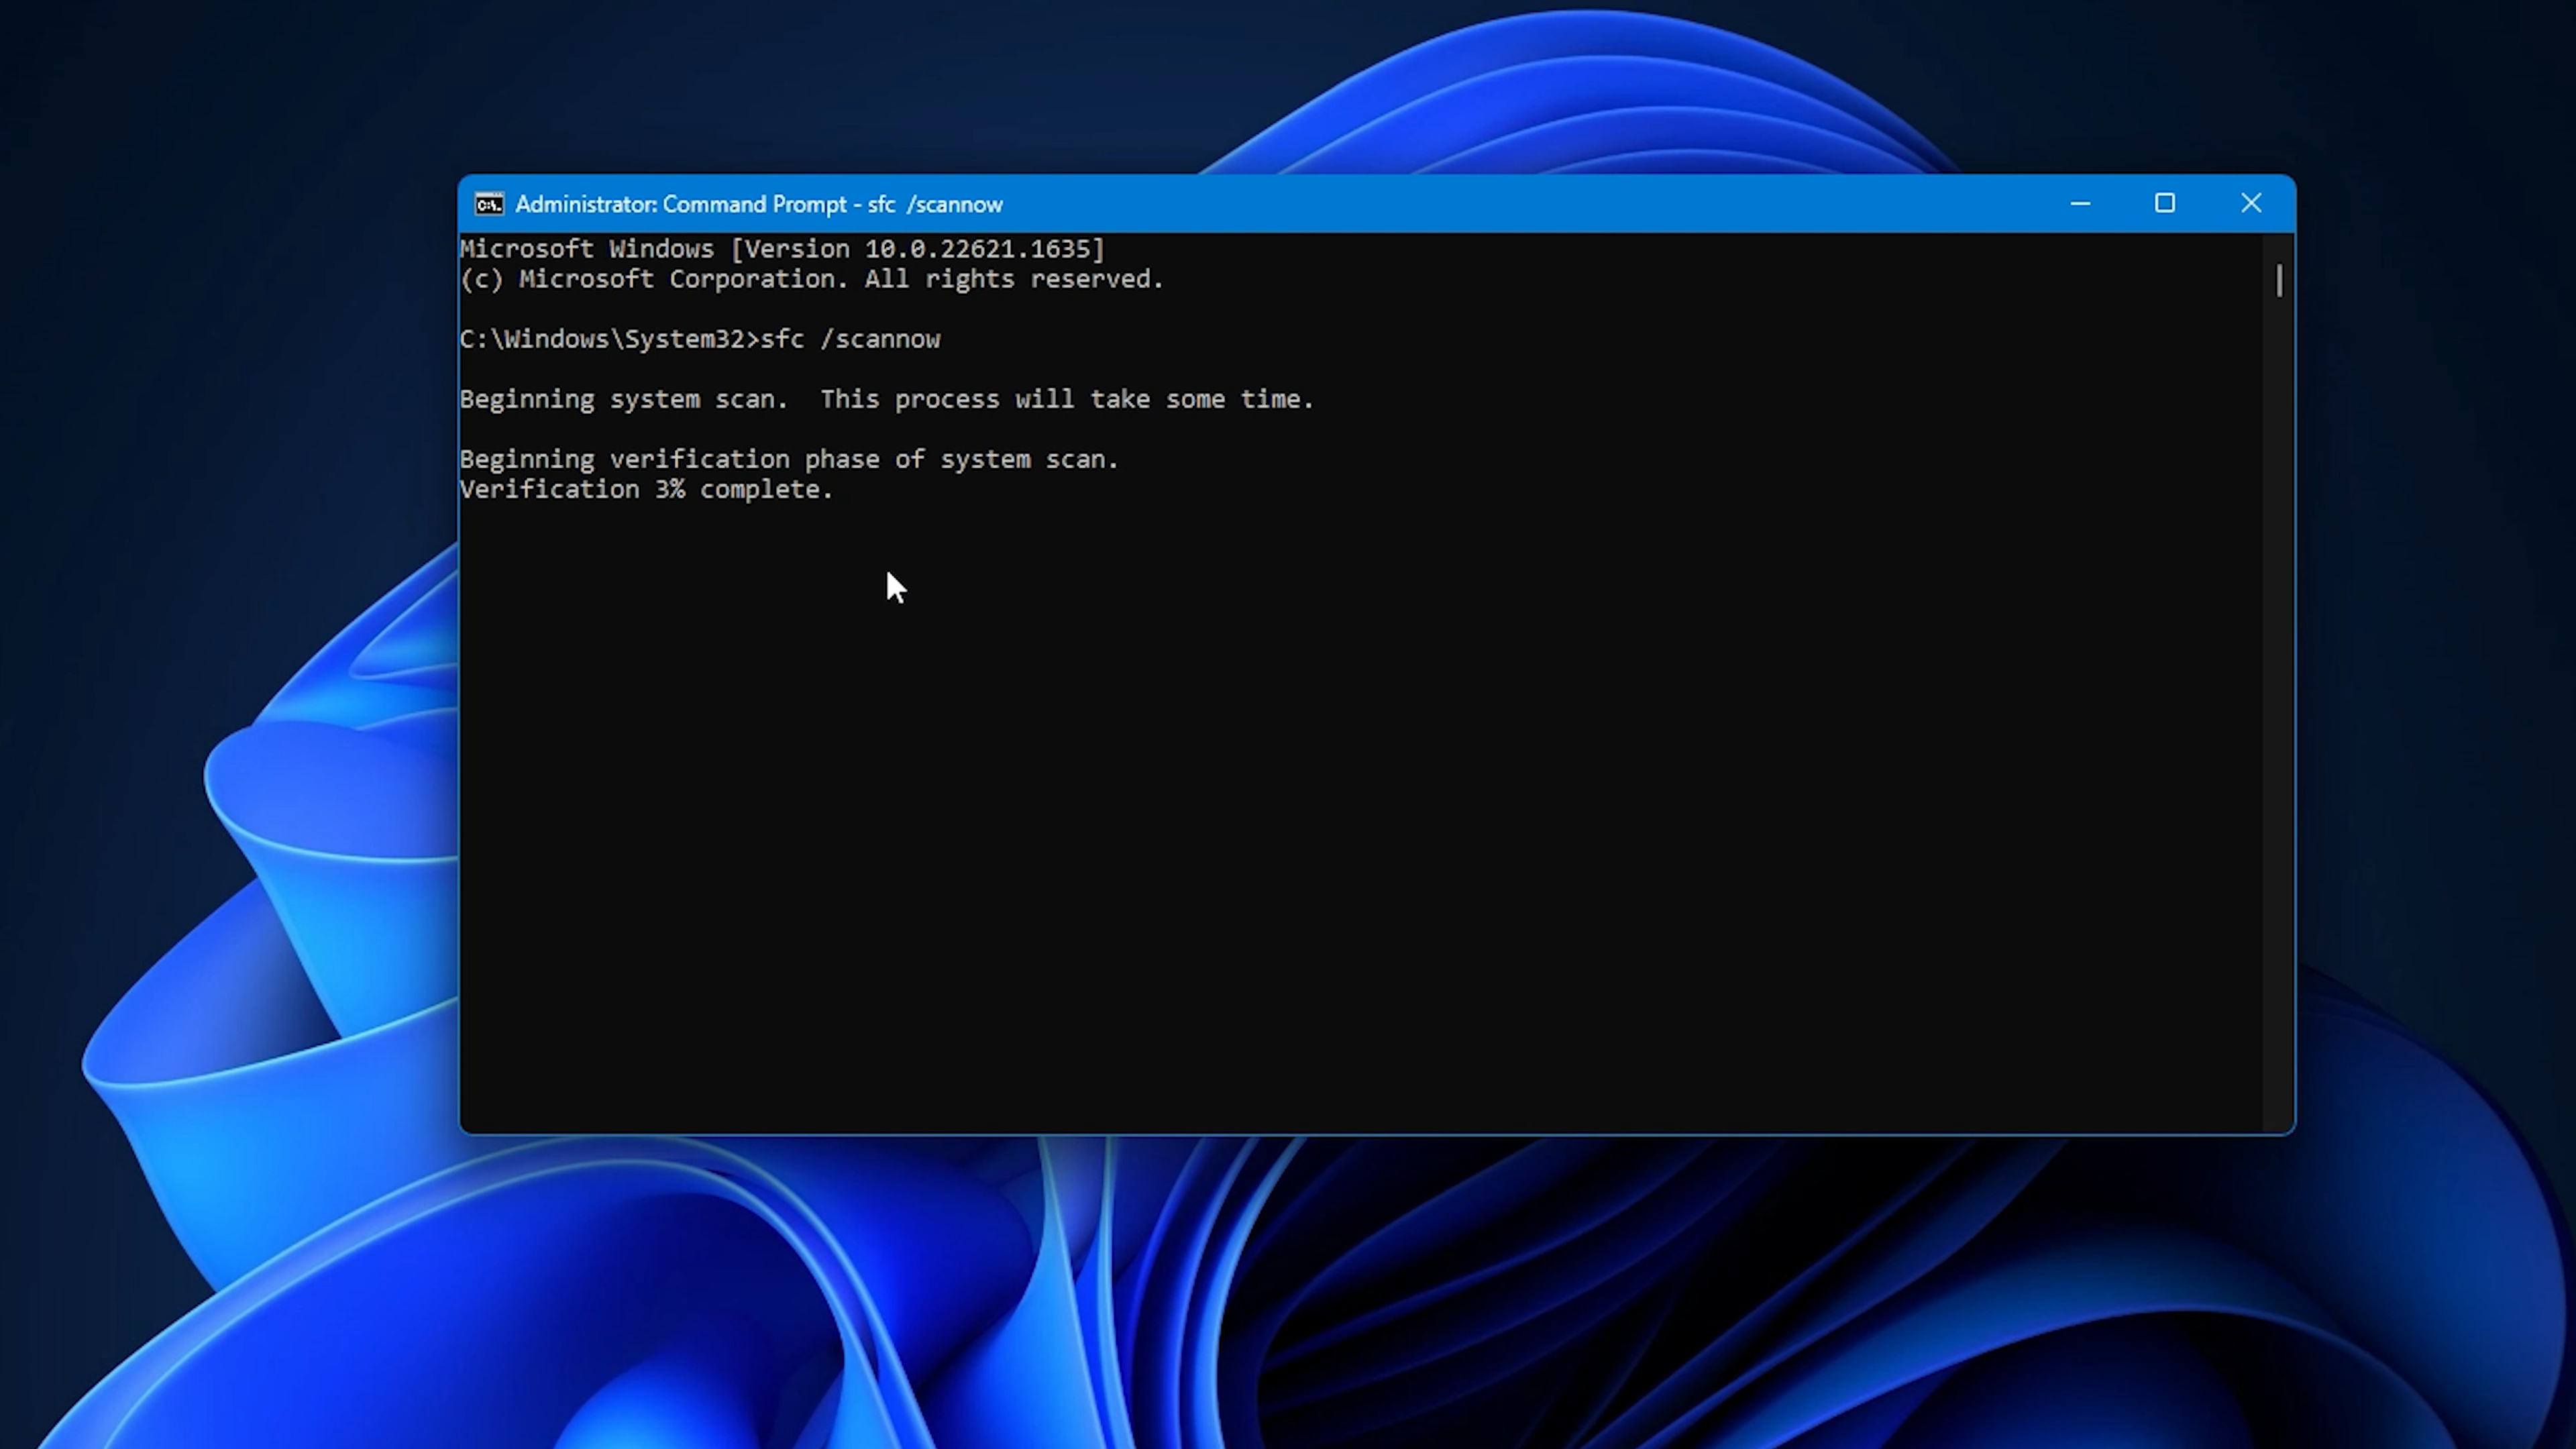 Administrator: Command Prompt - sfc  /scannow
Microsoft Windows [Version 10.0.22621.1635]
(c) Microsoft Corporation. All rights reserved.
C:\Windows\System32>sfc /scannow
Beginning system scan.  This process will take some time.
Beginning verification phase of system scan.
Verification 3% complete.